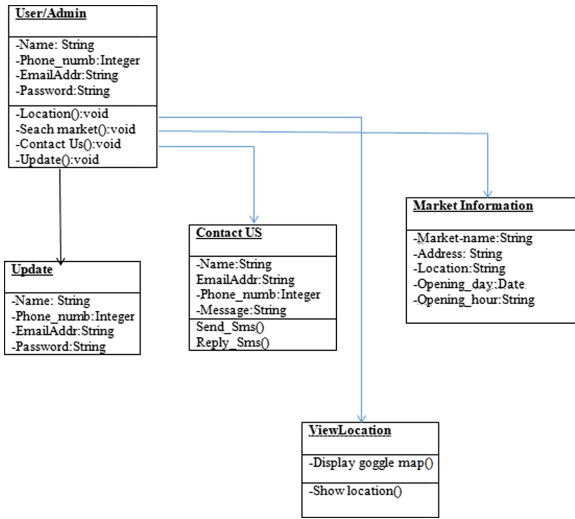 User/Admin
-Name: String
-Phone_numb:Integer
-EmailAddr:String
-Password:String
-Location():void
-Seach market():void
-Contact Us():void
-Update():void
Update
-Name: String
-Phone_numb:Integer
-EmailAddr:String
-Password:String
Contact US
-Name:String
EmailAddr:String
-Phone_numb:Integer
-Message:String
Send_Sms()
Reply_Sms()
Market Information
-Market-name:String
-Address: String
-Location:String
-Opening_day:Date
-Opening_hour:String
ViewLocation
-Display goggle map()
-Show location()